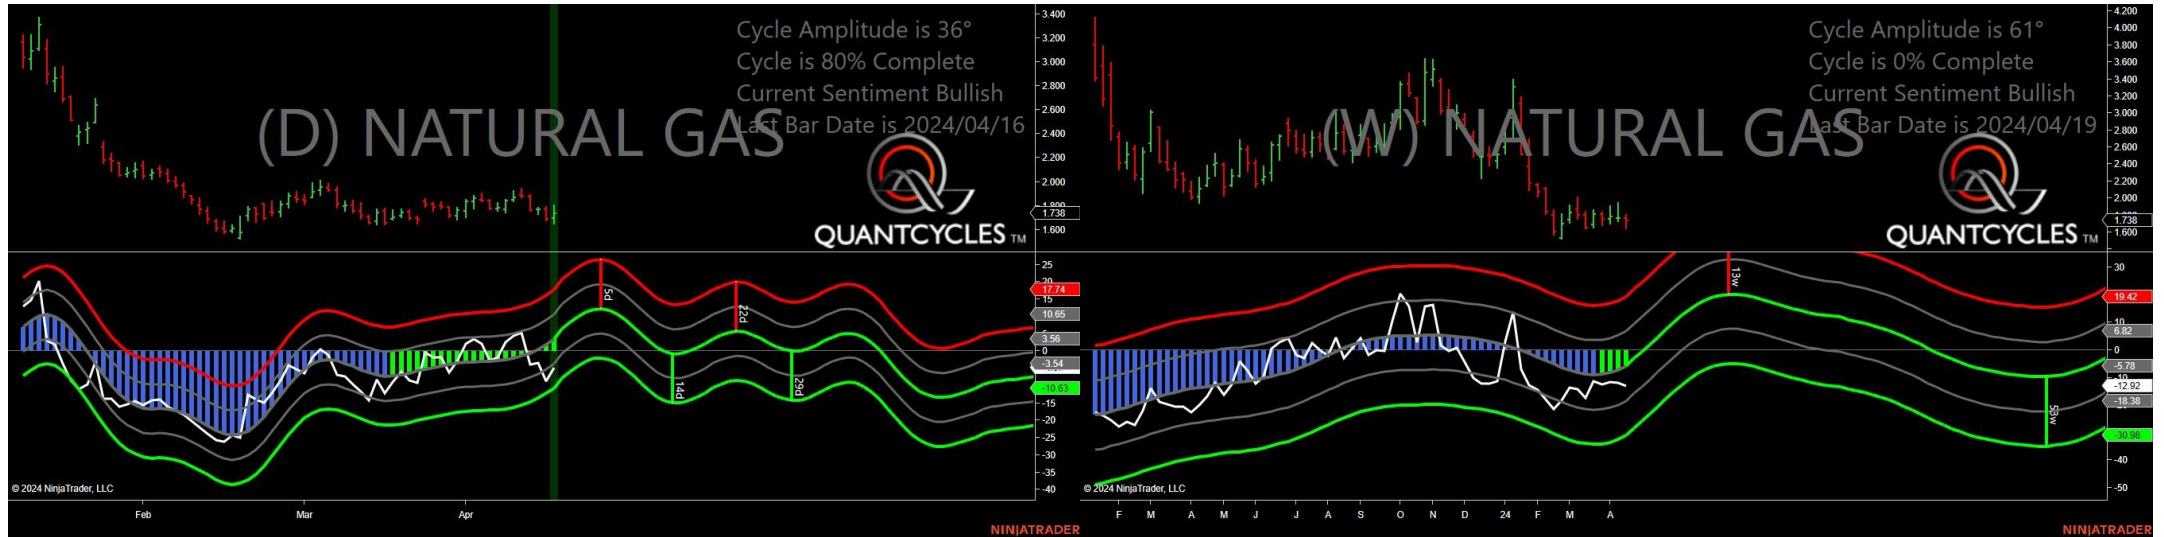 Cycle Amplitude is 36°
Cycle is 80% Complete
Current Sentiment Bullish
Last Bar Date is 2024/04/16
(D) NATURAL GAS
QUANTCYCLES TM
3.400
3.200
3.000
2.800
2.600
2.400
2.200
2.000
1.738
1.600
25
17.74
15
10.65
3.56
0
-3.54
-10.63
-15
-20
-25
-30
-35
-40
5d
14d
22d
29d
© 2024 NinjaTrader, LLC
Feb Mar Apr
NINJATRADER
Cycle Amplitude is 61°
Cycle is 0% Complete
Current Sentiment Bullish
Last Bar Date is 2024/04/19
(W) NATURAL GAS
QUANTCYCLES TM
4.200
4.000
3.800
3.600
3.400
3.200
3.000
2.800
2.600
2.400
2.200
2.000
1.738
1.600
30
19.42
10
6.82
0
-5.78
-12.92
-18.38
-30.98
-40
-50
13w
53w
© 2024 NinjaTrader, LLC
F M A M J J A S O N D 24 F M A
NINJATRADER